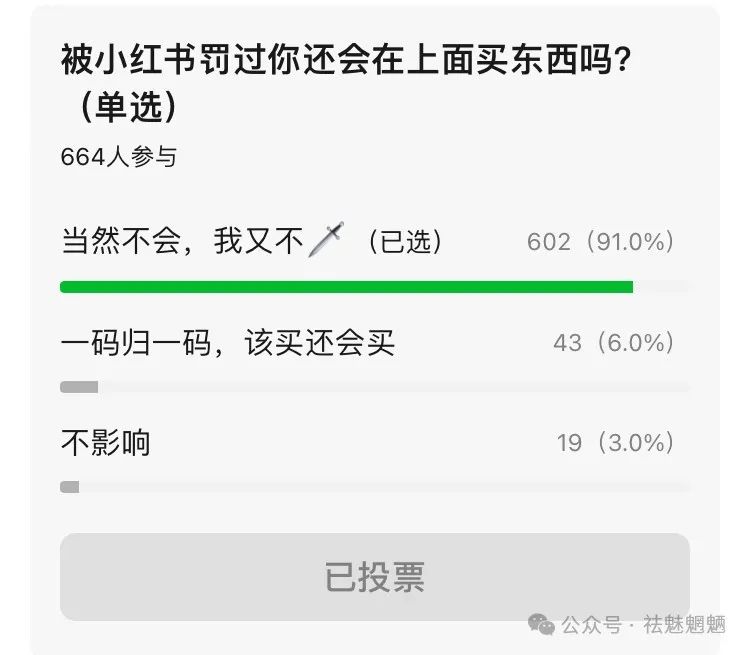 被小红书罚过你还会在上面买东西吗?
（单选）
664人参与
当然不会，我又不🗡️（已选） 602（91.0%）
一码归一码，该买还会买 43（6.0%）
不影响 19（3.0%）
已投票
公众号 · 祛魅魍魉